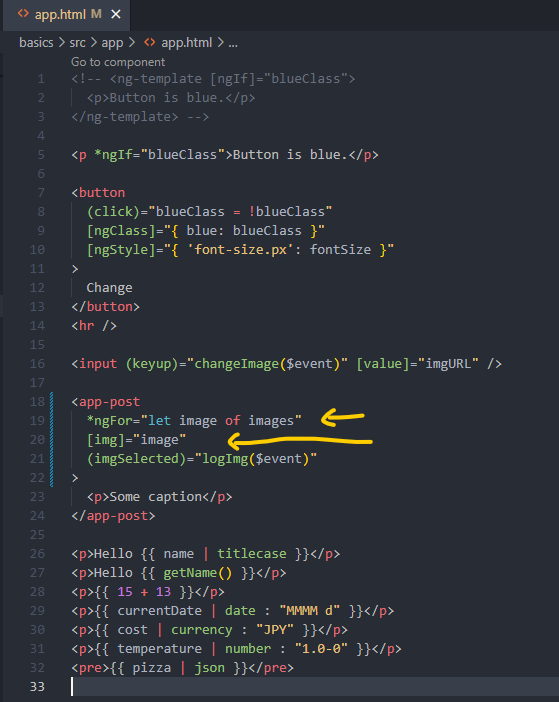 <> app.html M ✕
basics > src > app > <> app.html > ...
Go to component
1 <!-- <ng-template [ngIf]="blueClass">
2   <p>Button is blue.</p>
3 </ng-template> -->
4
5 <p *ngIf="blueClass">Button is blue.</p>
6
7 <button
8   (click)="blueClass = !blueClass"
9   [ngClass]="{ blue: blueClass }"
10   [ngStyle]="{ 'font-size.px': fontSize }"
11 >
12   Change
13 </button>
14 <hr />
15
16 <input (keyup)="changeImage($event)" [value]="imgURL" />
17
18 <app-post
19   *ngFor="let image of images"
20   [img]="image"
21   (imgSelected)="logImg($event)"
22 >
23   <p>Some caption</p>
24 </app-post>
25
26 <p>Hello {{ name | titlecase }}</p>
27 <p>Hello {{ getName() }}</p>
28 <p>{{ 15 + 13 }}</p>
29 <p>{{ currentDate | date : "MMMM d" }}</p>
30 <p>{{ cost | currency : "JPY" }}</p>
31 <p>{{ temperature | number : "1.0-0" }}</p>
32 <pre>{{ pizza | json }}</pre>
33